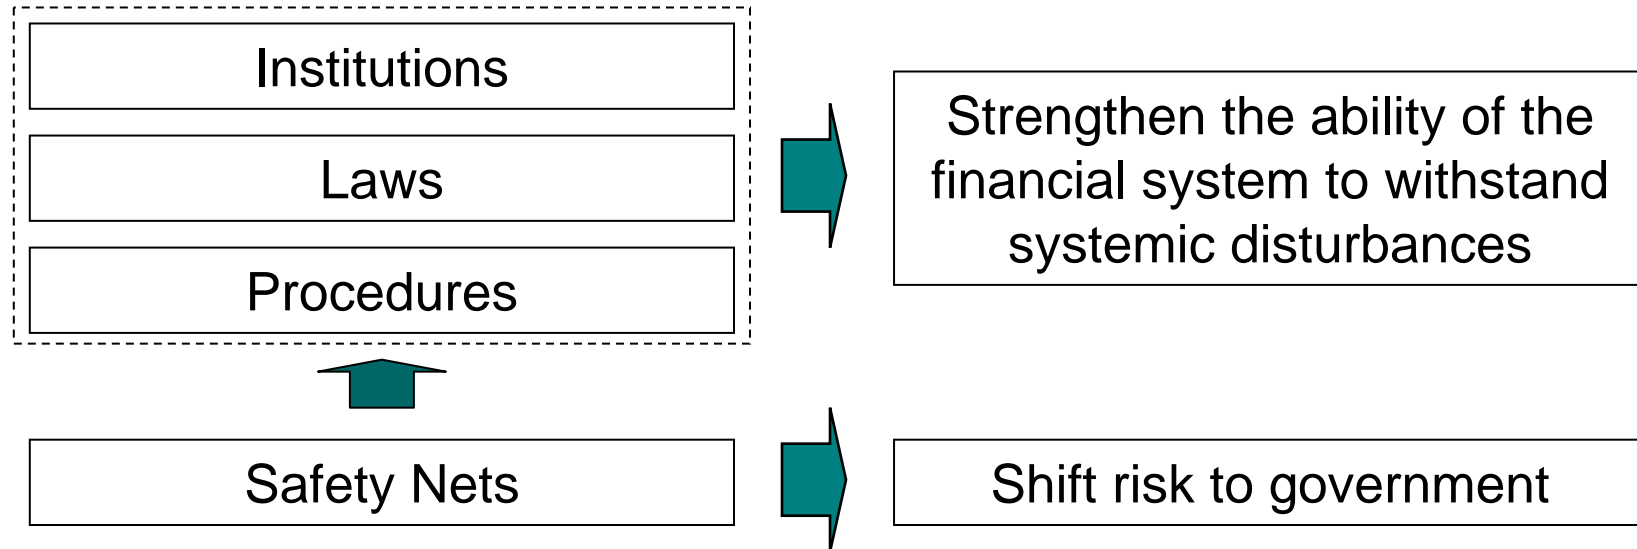 Institutions
Laws
Procedures
Strengthen the ability of the
financial system to withstand
systemic disturbances
Safety Nets
Shift risk to government